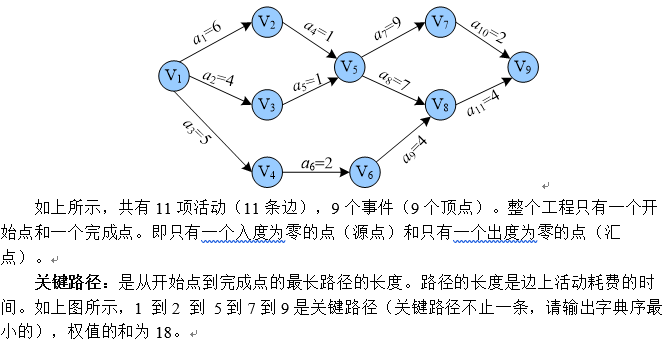 a1=6
V2
a4=1
a7=9
V7
a10=2
V1
a2=4
a5=1
V5
a8=7
V9
V3
V8
a11=4
a3=5
a9=4
V4
a6=2
V6
如上所示，共有11项活动（11条边），9个事件（9个顶点）。整个工程只有一个开
始点和一个完成点。即只有一个入度为零的点（源点）和只有一个出度为零的点（汇
点）。
关键路径：是从开始点到完成点的最长路径的长度。路径的长度是边上活动耗费的时
间。如上图所示，1 到2 到 5到7到9是关键路径（关键路径不止一条，请输出字典序最
小的），权值的和为18。